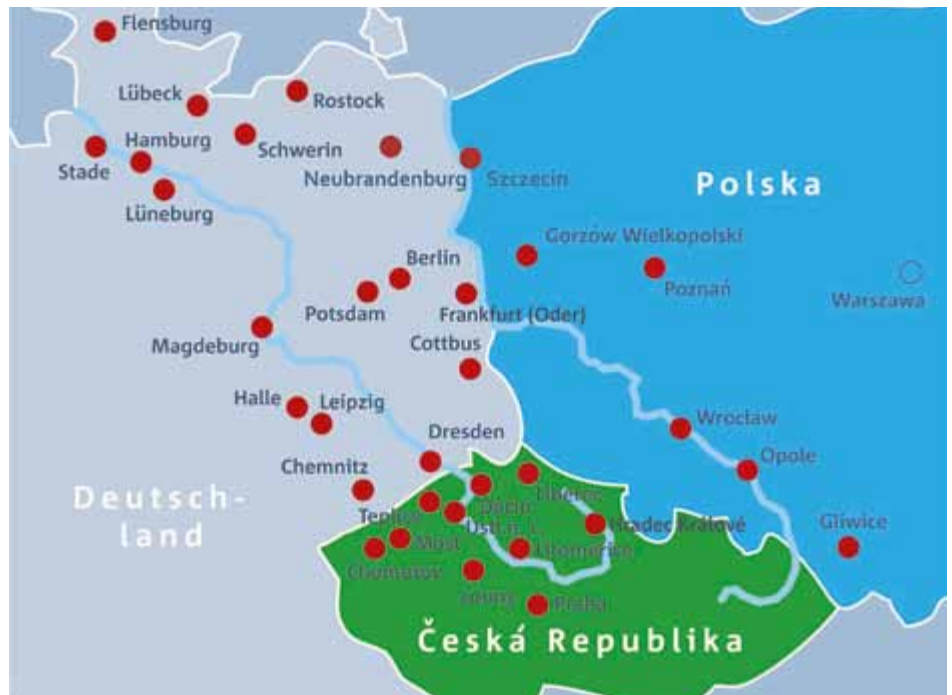 Flensburg
Lübeck
Rostock
Hamburg
Schwerin
Stade
Neubrandenburg
Szczecin
Polska
Lüneburg
Gorzów Wielkopolski
Berlin
Poznań
Warszawa
Potsdam
Frankfurt (Oder)
Magdeburg
Cottbus
Halle
Leipzig
Wrocław
Dresden
Opole
Chemnitz
Deutsch-
land
Liberec
Děčín
Teplice
Ústí n. L.
Hradec Králové
Gliwice
Most
Litoměřice
Chomutov
Louny
Praha
Česká Republika